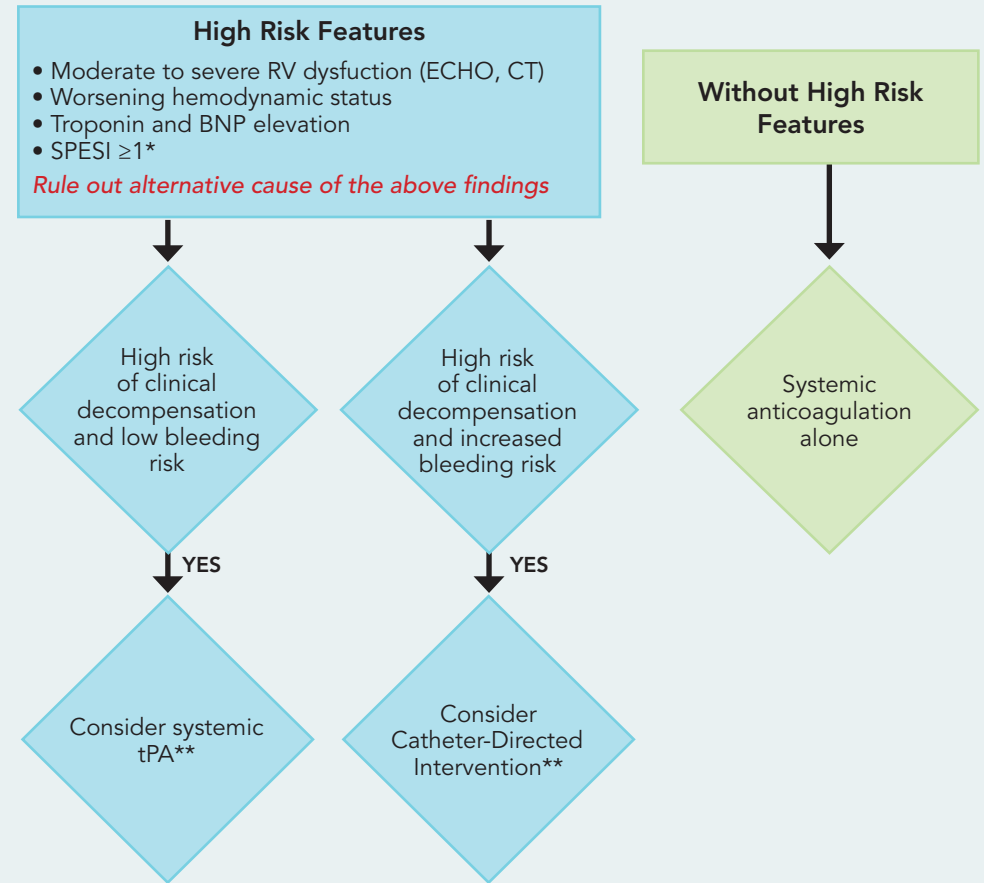 High Risk Features
• Moderate to severe RV dysfuction (ECHO, CT)
• Worsening hemodynamic status
• Troponin and BNP elevation
• SPESI ≥1*
Rule out alternative cause of the above findings
Without High Risk
Features
High risk
of clinical
decompensation
and low bleeding
risk
High risk
of clinical
decompensation
and increased
bleeding risk
Systemic
anticoagulation
alone
YES
YES
Consider systemic
tPA**
Consider
Catheter-Directed
Intervention**